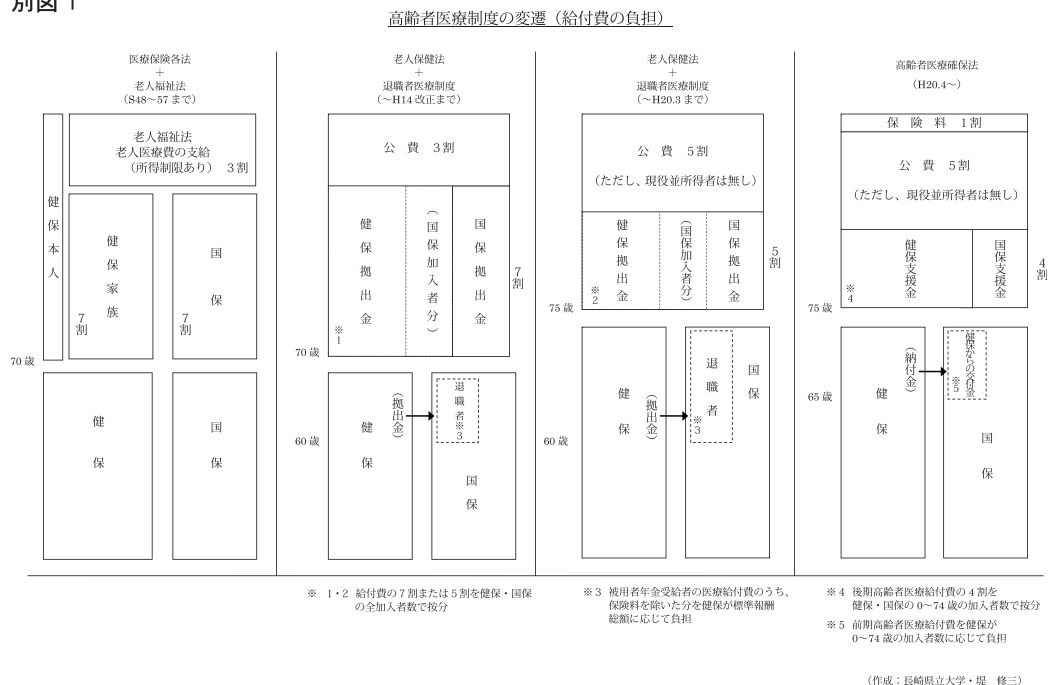 別図1
高齢者医療制度の変遷（給付費の負担）
医療保険各法
＋
老人福祉法
（S48～57まで）
健保本人
老人福祉法
老人医療費の支給
（所得制限あり） 3割
健保家族
7割
国保
7割
70歳
健保
国保
老人保健法
＋
退職者医療制度
（～H14改正まで）
公費 3割
健保拠出金
※1
（国保加入者分）
国保拠出金
7割
70歳
60歳
健保
（拠出金）
退職者※3
国保
老人保健法
＋
退職者医療制度
（～H20.3まで）
公費 5割
（ただし、現役並所得者は無し）
健保拠出金
※2
（国保加入者分）
国保拠出金
5割
75歳
60歳
健保
（拠出金）
退職者
※3
国保
高齢者医療確保法
（H20.4～）
保険料 1割
公費 5割
（ただし、現役並所得者は無し）
健保支援金
※4
国保支援金
4割
75歳
65歳
健保
（納付金）
健保からの交付金
※5
国保
※ 1・2 給付費の7割または5割を健保・国保
の全加入者数で按分
※3 被用者年金受給者の医療給付費のうち、
保険料を除いた分を健保が標準報酬
総額に応じて負担
※4 後期高齢者医療給付費の4割を
健保・国保の0～74歳の加入者数で按分
※5 前期高齢者医療給付費を健保が
0～74歳の加入者数に応じて負担
（作成：長崎県立大学・堤 修三）